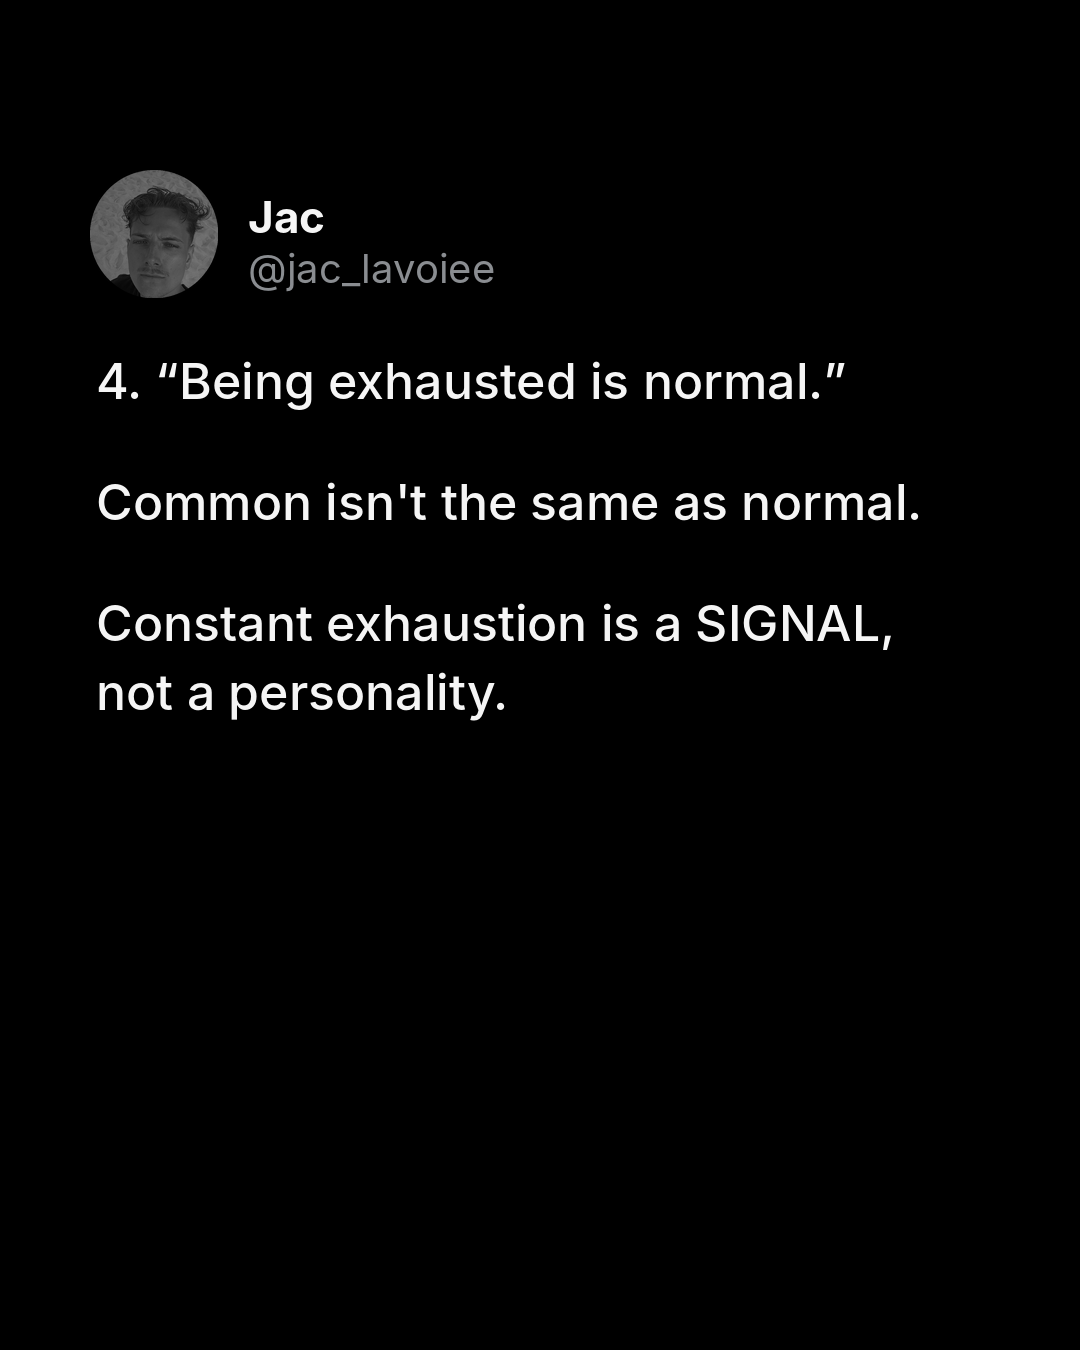 Jac
@jac_lavoiee
4. “Being exhausted is normal.”
Common isn't the same as normal.
Constant exhaustion is a SIGNAL,
not a personality.